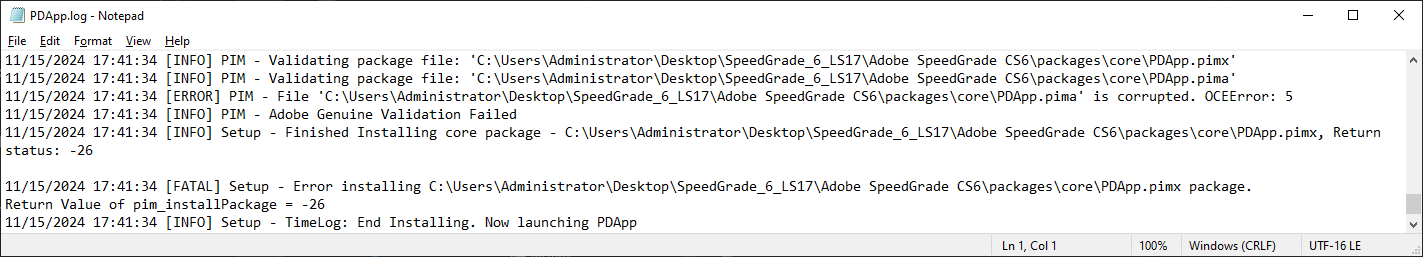 PDApp.log - Notepad
File Edit Format View Help
11/15/2024 17:41:34 [INFO] PIM - Validating package file: 'C:\Users\Administrator\Desktop\SpeedGrade_6_LS17\Adobe SpeedGrade CS6\packages\core\PDApp.pimx'
11/15/2024 17:41:34 [INFO] PIM - Validating package file: 'C:\Users\Administrator\Desktop\SpeedGrade_6_LS17\Adobe SpeedGrade CS6\packages\core\PDApp.pima'
11/15/2024 17:41:34 [ERROR] PIM - File 'C:\Users\Administrator\Desktop\SpeedGrade_6_LS17\Adobe SpeedGrade CS6\packages\core\PDApp.pima' is corrupted. OCEError: 5
11/15/2024 17:41:34 [INFO] PIM - Adobe Genuine Validation Failed
11/15/2024 17:41:34 [INFO] Setup - Finished Installing core package - C:\Users\Administrator\Desktop\SpeedGrade_6_LS17\Adobe SpeedGrade CS6\packages\core\PDApp.pimx, Return
status: -26
11/15/2024 17:41:34 [FATAL] Setup - Error installing C:\Users\Administrator\Desktop\SpeedGrade_6_LS17\Adobe SpeedGrade CS6\packages\core\PDApp.pimx package.
Return Value of pim_installPackage = -26
11/15/2024 17:41:34 [INFO] Setup - TimeLog: End Installing. Now launching PDApp
Ln 1, Col 1 100% Windows (CRLF) UTF-16 LE